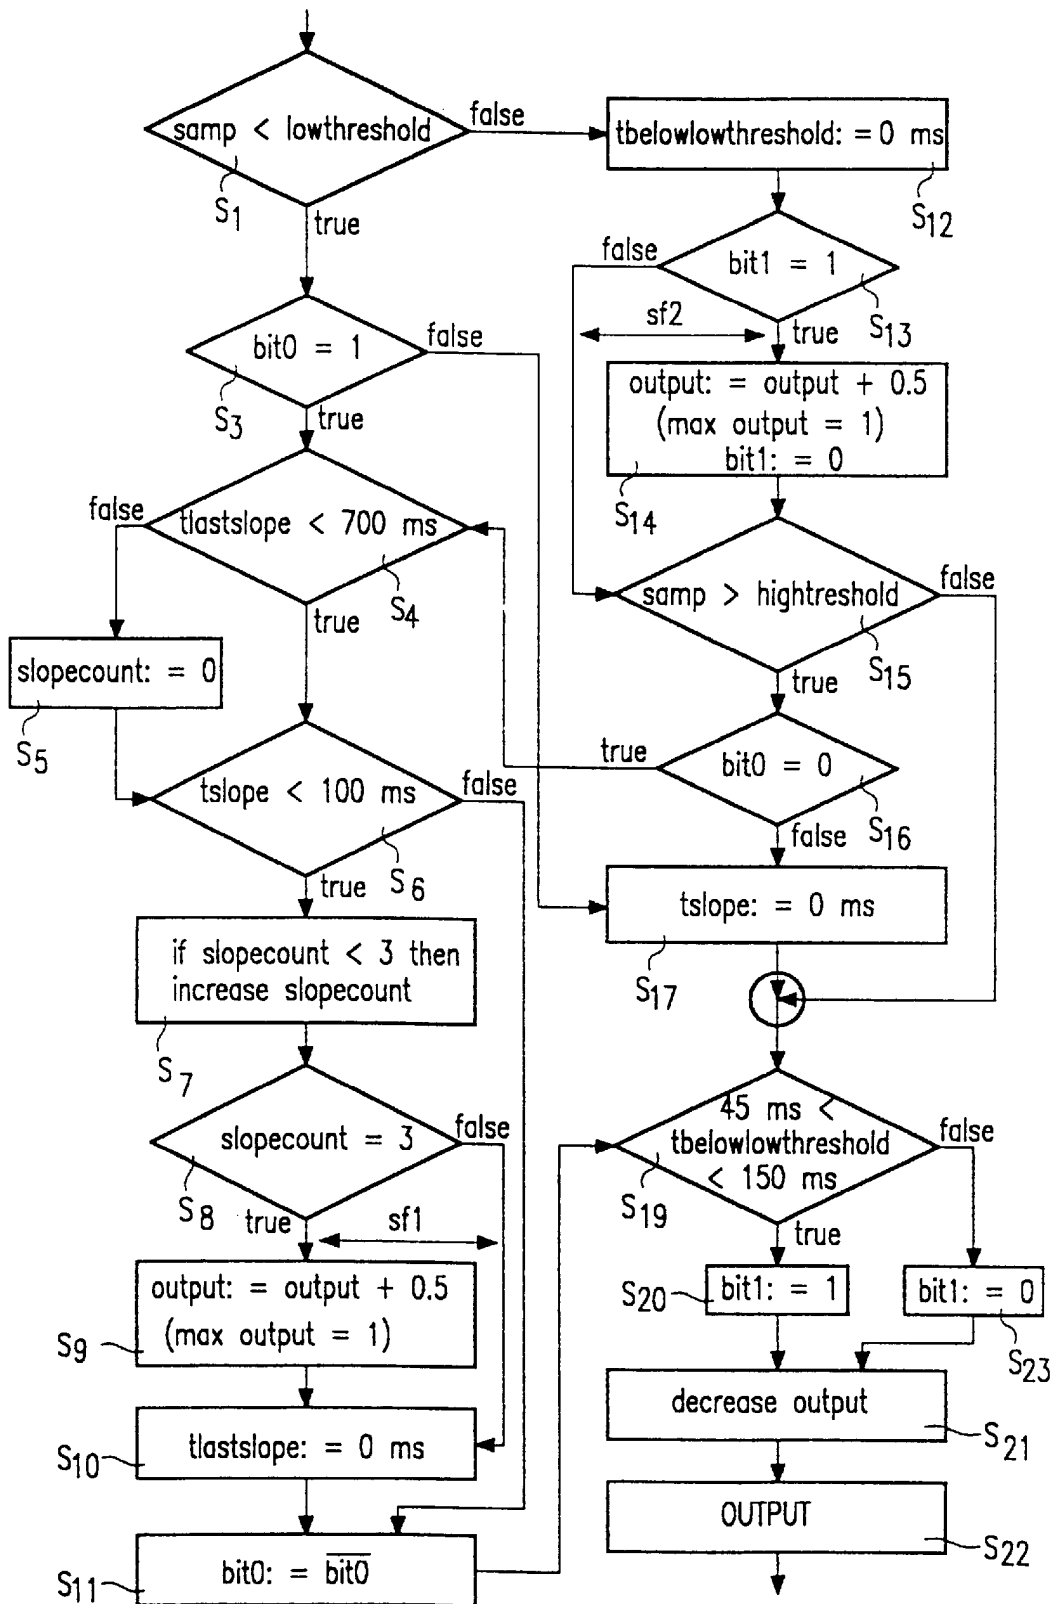 samp < lowthreshold
false
S1
true
tbelowlowthreshold: = 0 ms
S12
bit1 = 1
false
S13
true
sf2
bit0 = 1
false
S3
true
output: = output + 0.5
(max output = 1)
bit1: = 0
S14
tlastslope < 700 ms
false
S4
true
slopecount: = 0
S5
samp > hightreshold
false
S15
true
bit0 = 0
true
S16
false
tslope < 100 ms
false
S6
true
tslope: = 0 ms
S17
if slopecount < 3 then
increase slopecount
S7
slopecount = 3
false
S8
true
sf1
45 ms <
tbelowlowthreshold
< 150 ms
false
S19
true
output: = output + 0.5
(max output = 1)
S9
S20
bit1: = 1
bit1: = 0
S23
tlastslope: = 0 ms
S10
decrease output
S21
OUTPUT
S22
bit0: = b̅i̅t̅0̅
S11